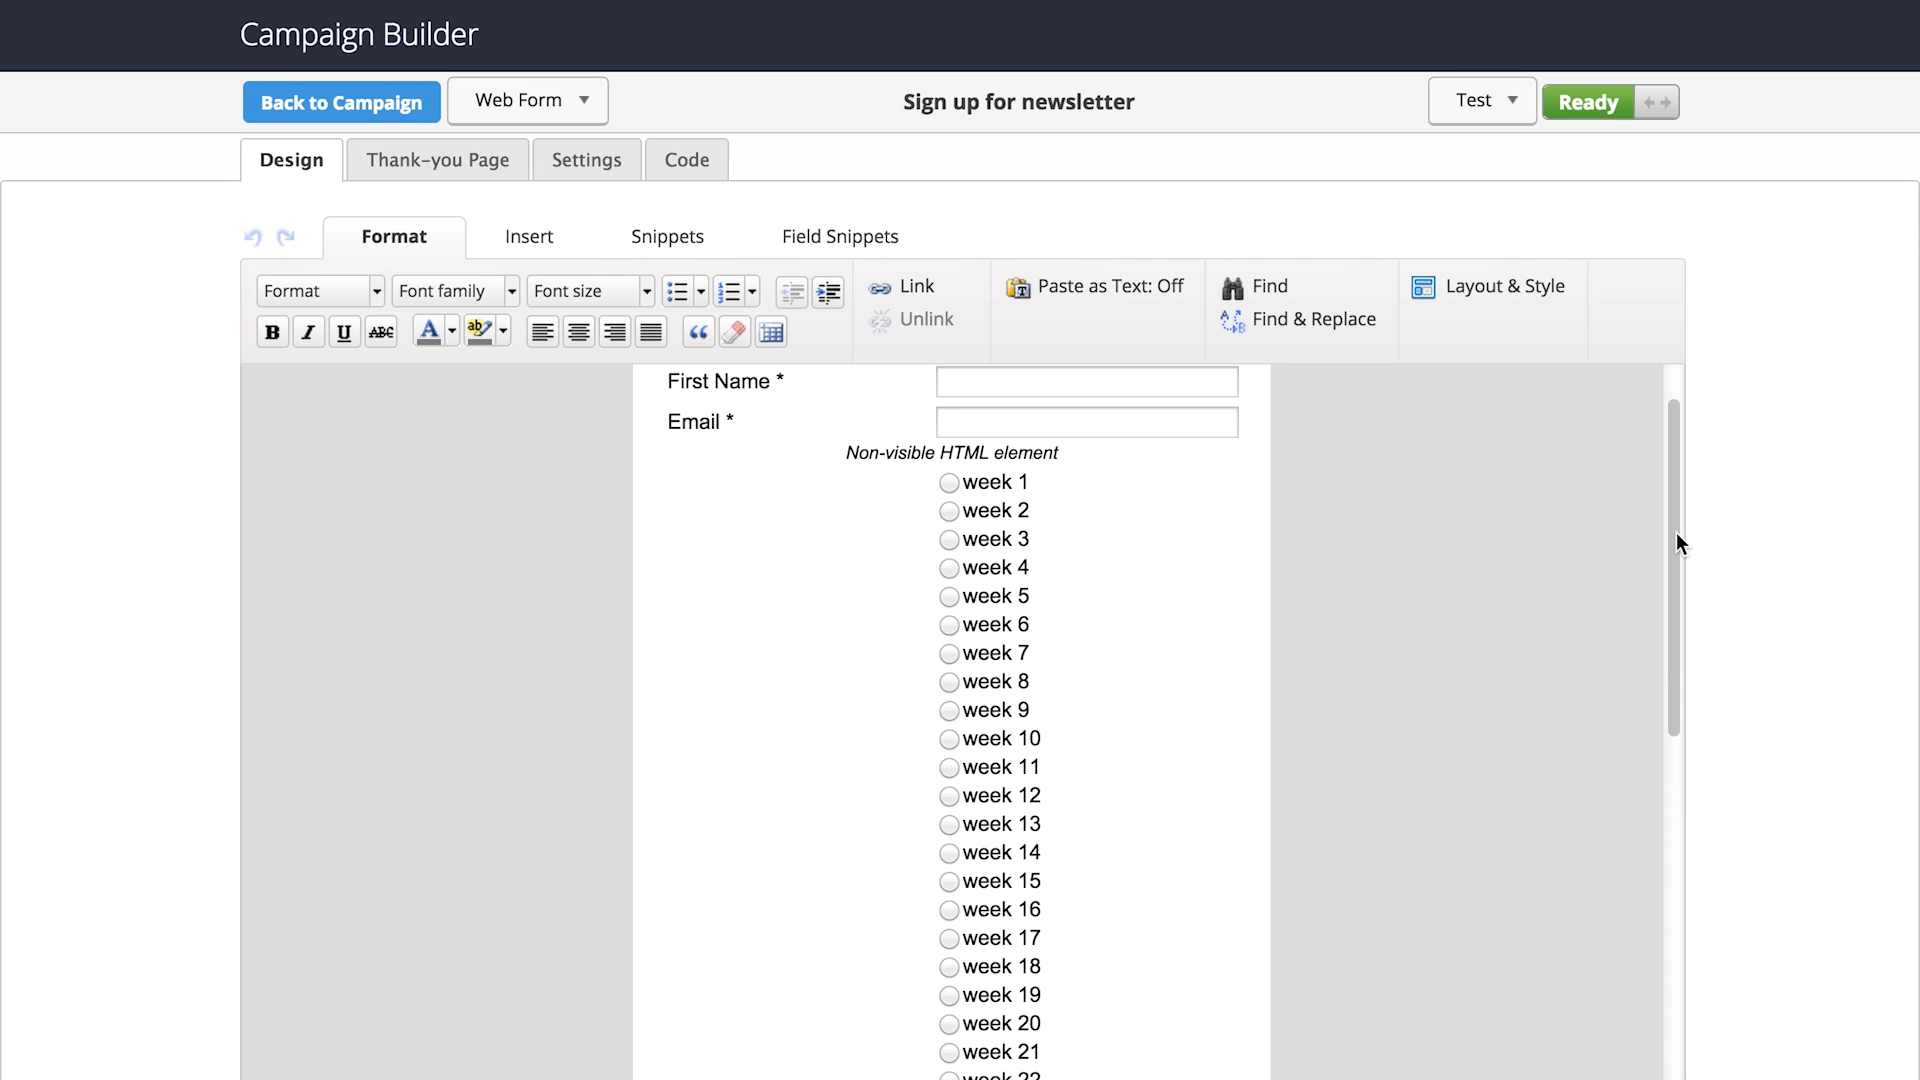 Campaign Builder
Back to Campaign
Web Form
Sign up for newsletter
Test
Ready
Design
Thank-you Page
Settings
Code
Format
Insert
Snippets
Field Snippets
Format
Font family
Font size
Link
Paste as Text: Off
Find
Layout & Style
B I U ABC A ab
Unlink
Find & Replace
First Name *
Email *
Non-visible HTML element
week 1
week 2
week 3
week 4
week 5
week 6
week 7
week 8
week 9
week 10
week 11
week 12
week 13
week 14
week 15
week 16
week 17
week 18
week 19
week 20
week 21
week 22